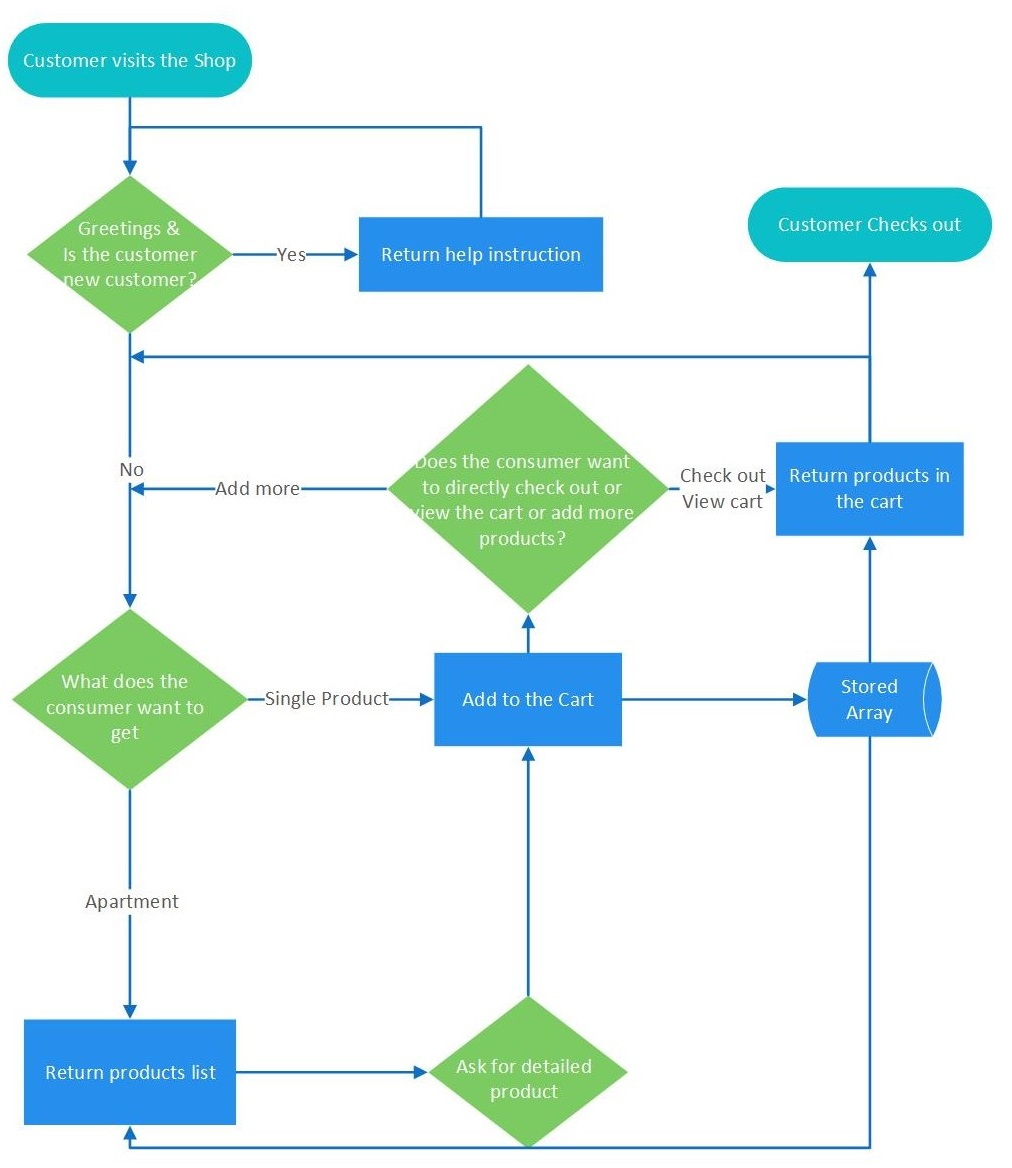 Customer visits the Shop
Greetings &
Is the customer
new customer?
Yes
Return help instruction
Customer Checks out
No
Add more
Does the consumer want
to directly check out or
view the cart or add more
products?
Check out
View cart
Return products in
the cart
What does the
consumer want to
get
Single Product
Add to the Cart
Stored
Array
Apartment
Return products list
Ask for detailed
product